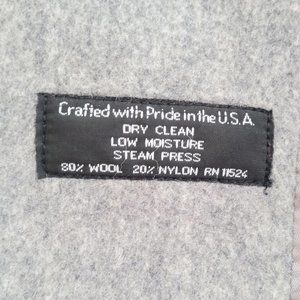 Crafted with Pride in the U.S.A.
DRY CLEAN
LOW MOISTURE
STEAM PRESS
80% WOOL 20% NYLON RN 11524